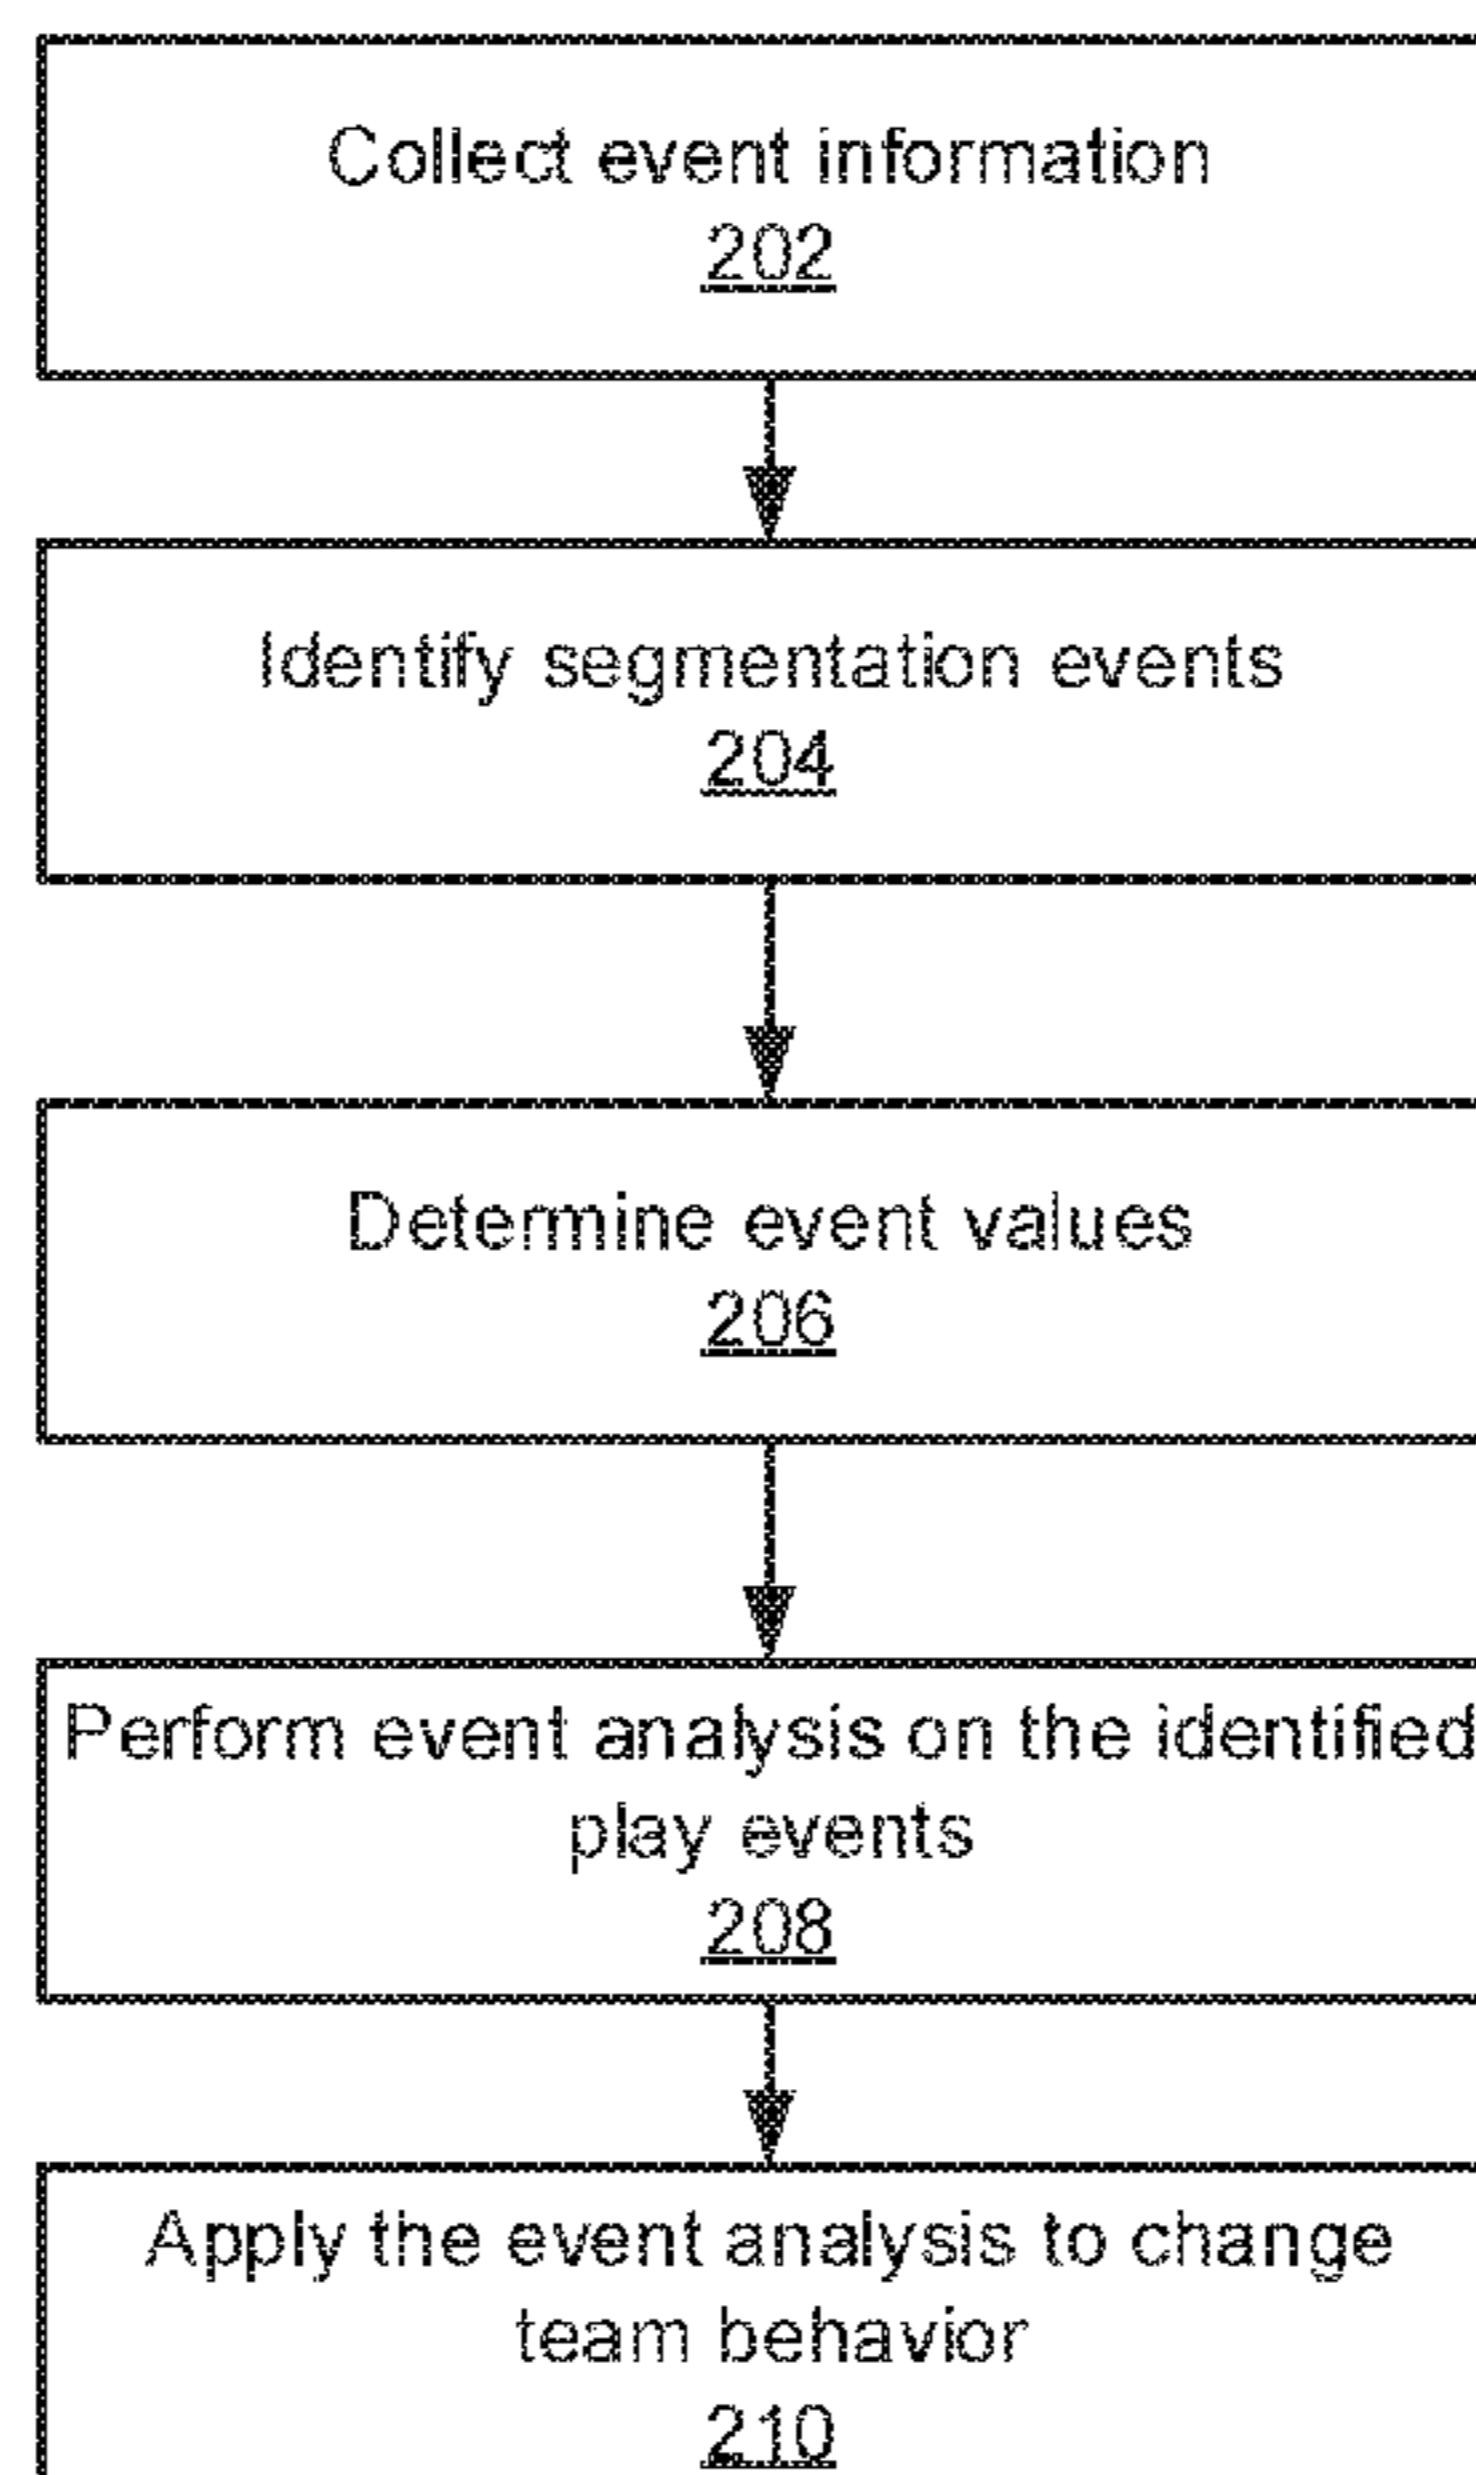 Collect event information
202
Identify segmentation events
204
Determine event values
206
Perform event analysis on the identified
play events
208
Apply the event analysis to change
team behavior
210